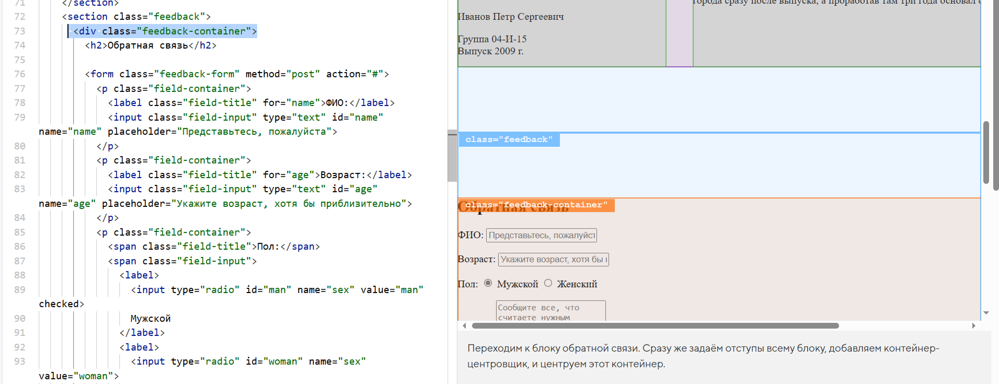 71 </section>
72 <section class="feedback">
73 <div class="feedback-container">
74 <h2>Обратная связь</h2>
75
76 <form class="feedback-form" method="post" action="#">
77 <p class="field-container">
78 <label class="field-title" for="name">ФИО:</label>
79 <input class="field-input" type="text" id="name"
name="name" placeholder="Представьтесь, пожалуйста">
80 </p>
81 <p class="field-container">
82 <label class="field-title" for="age">Возраст:</label>
83 <input class="field-input" type="text" id="age"
name="age" placeholder="Укажите возраст, хотя бы приблизительно">
84 </p>
85 <p class="field-container">
86 <span class="field-title">Пол:</span>
87 <span class="field-input">
88 <label>
89 <input type="radio" id="man" name="sex" value="man"
checked>
90 Мужской
91 </label>
92 <label>
93 <input type="radio" id="woman" name="sex"
value="woman">
города сразу после выпуска, а проработав там три года основал
Иванов Петр Сергеевич
Группа 04-И-15
Выпуск 2009 г.
class="feedback"
class="feedback-container"
Обратная связь
ФИО: Представьтесь, пожалуйст
Возраст: Укажите возраст, хотя бы
Пол: Мужской Женский
Сообщите все, что
считаете нужным
Переходим к блоку обратной связи. Сразу же задаём отступы всему блоку, добавляем контейнер-
центровщик, и центруем этот контейнер.